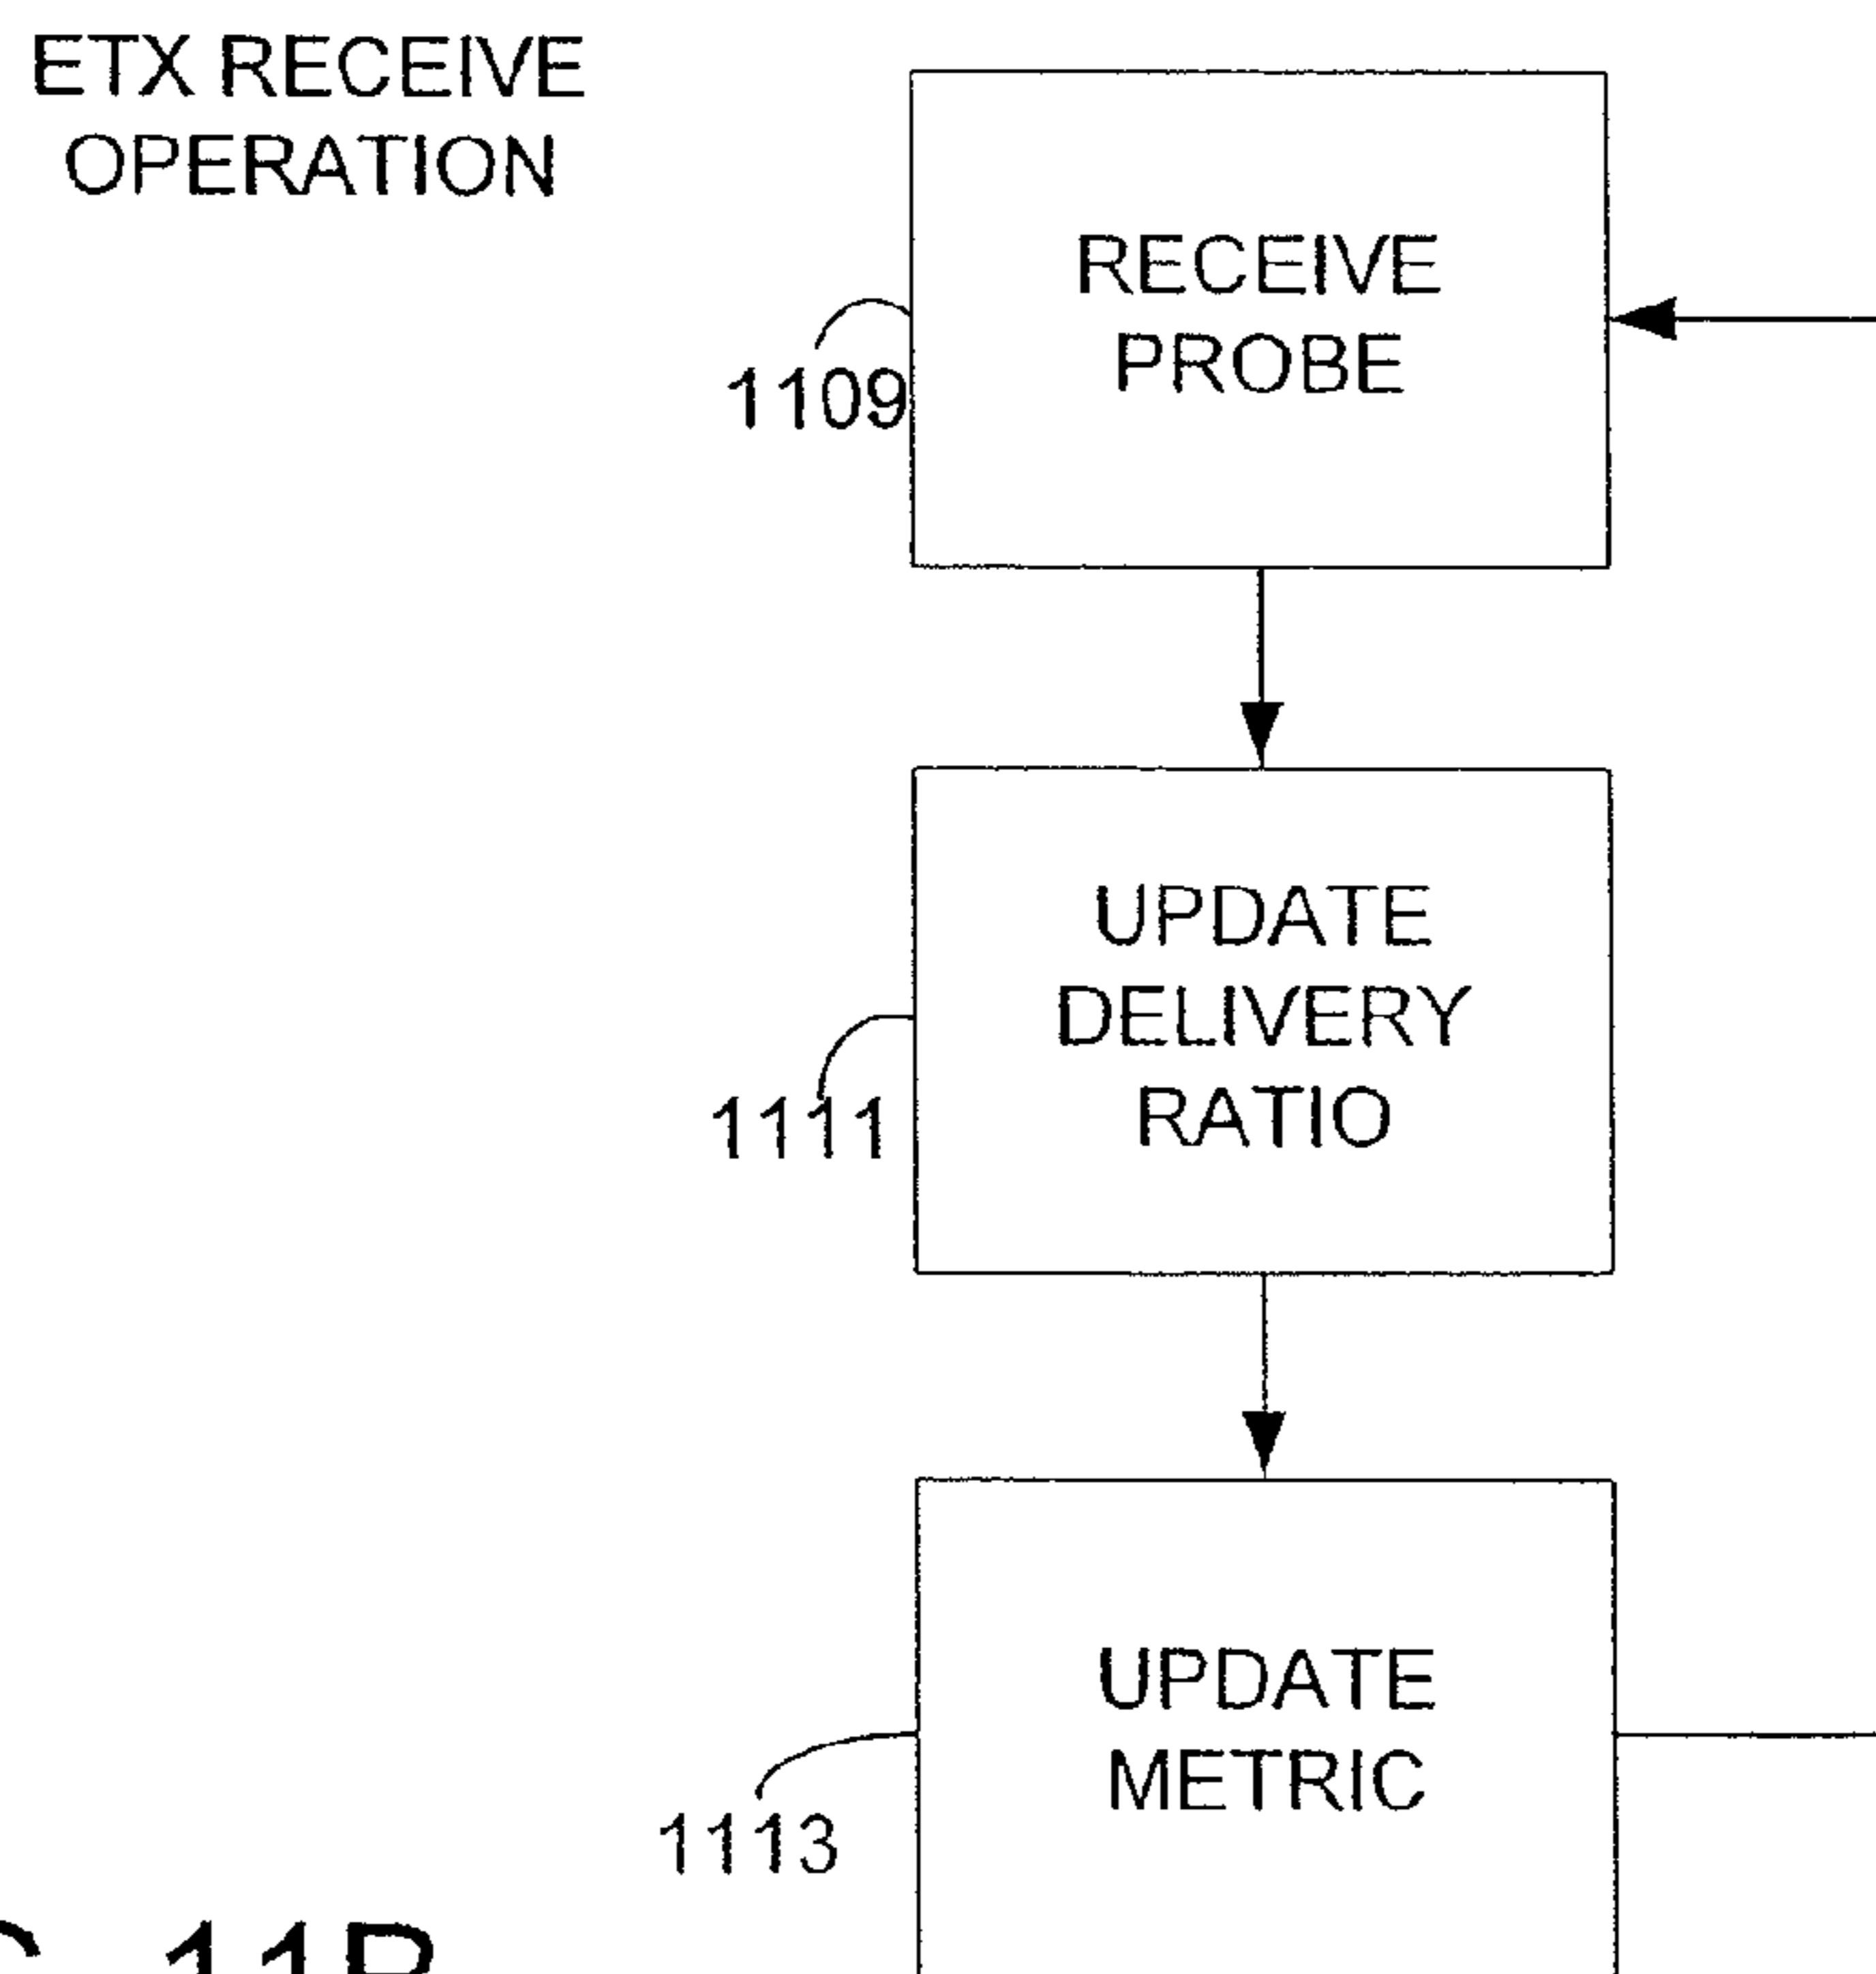 ETX RECEIVE
OPERATION
RECEIVE
PROBE
1109
UPDATE
DELIVERY
RATIO
1111
UPDATE
METRIC
1113